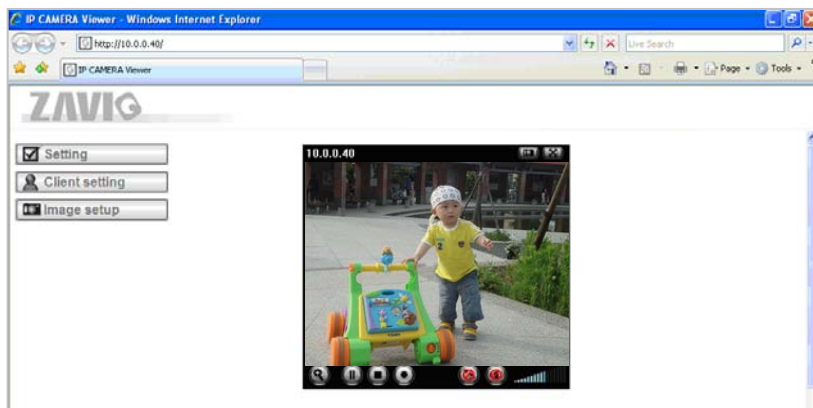 IP CAMERA Viewer - Windows Internet Explorer
http://10.0.0.40/
Live Search
IP CAMERA Viewer
Page
Tools
ZAVIO
Setting
10.0.0.40
Client setting
Image setup
2